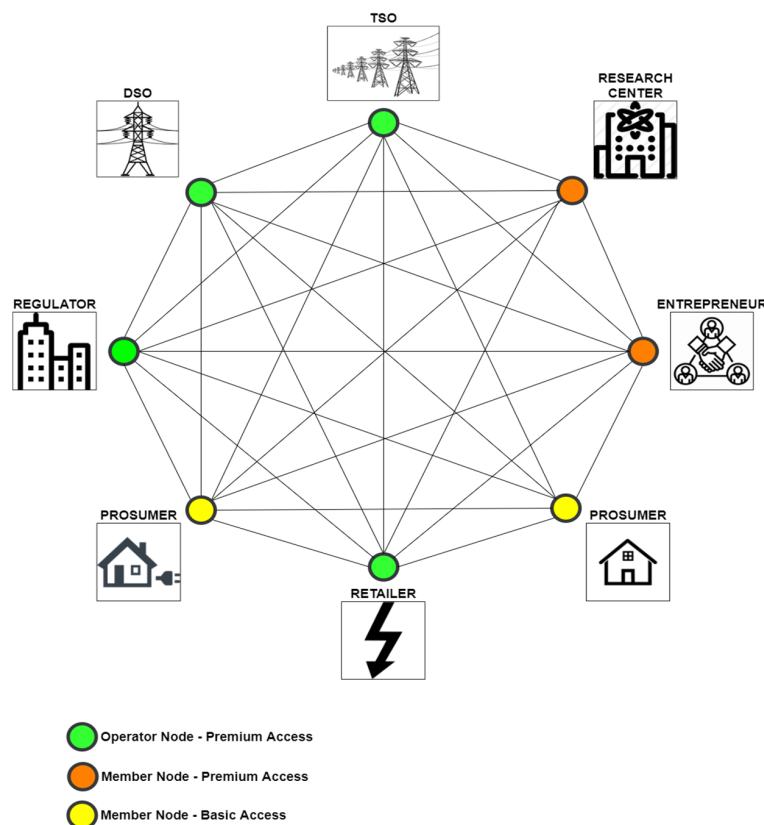 TSO
DSO
RESEARCH
CENTER
REGULATOR
ENTREPRENEUR
PROSUMER
PROSUMER
RETAILER
Operator Node - Premium Access
Member Node - Premium Access
Member Node - Basic Access